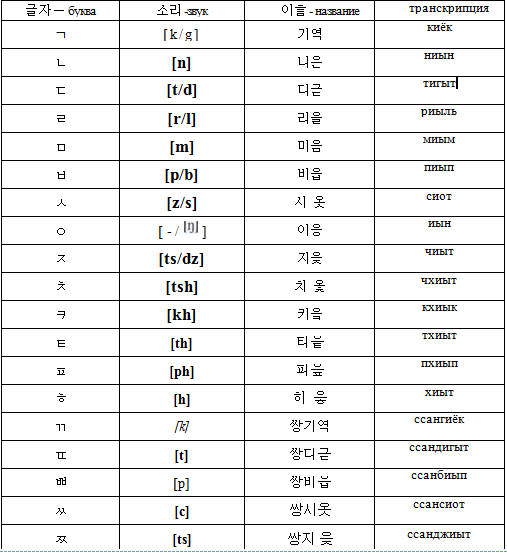 글자 – буква 소리 -звук 이름 - название транскрипция
ㄱ [k/g] 기역 киёк
ㄴ [n] 니은 ниын
ㄷ [t/d] 디귿 тигыт
ㄹ [r/l] 리을 риыль
ㅁ [m] 미음 миым
ㅂ [p/b] 비읍 пиып
ㅅ [z/s] 시 옷 сиот
ㅇ [ - / [ŋ] ] 이응 иын
ㅈ [ts/dz] 지읒 чиыт
ㅊ [tsh] 치 읓 чхиыт
ㅋ [kh] 키읔 кхиык
ㅌ [th] 티읕 тхиыт
ㅍ [ph] 피읖 пхиып
ㅎ [h] 히 읗 хиыт
ㄲ [k] 쌍기역 ссангиёк
ㄸ [t] 쌍디귿 ссандигыт
ㅃ [p] 쌍비읍 ссанбиып
ㅆ [c] 쌍시옷 ссансиот
ㅉ [ts] 쌍지 읒 ссанджиыт